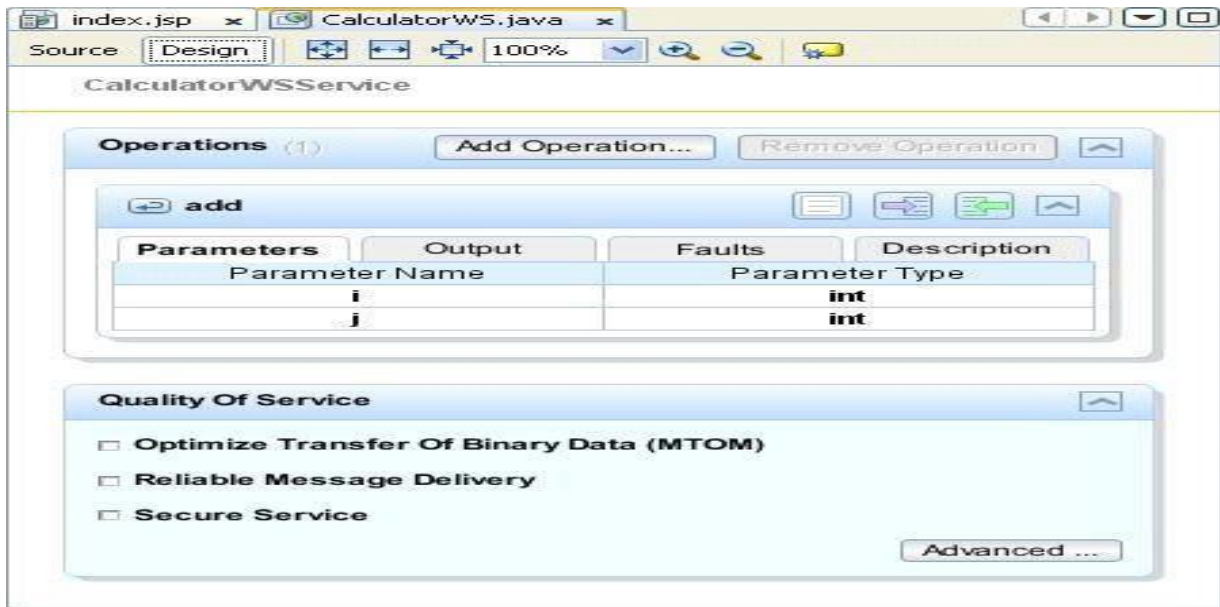 index.jsp x CalculatorWS.java x
Source Design 100%
CalculatorWSService
Operations (1) Add Operation... Remove Operation
add
Parameters Output Faults Description
Parameter Name Parameter Type
i int
j int
Quality Of Service
Optimize Transfer Of Binary Data (MTOM)
Reliable Message Delivery
Secure Service
Advanced ...